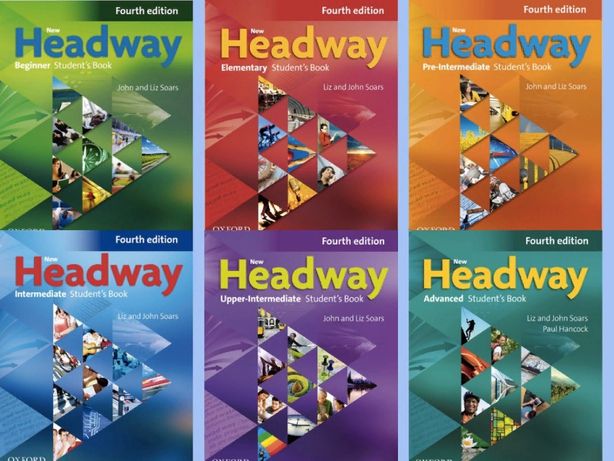 Fourth edition
New
Headway
Beginner Student's Book
John and Liz Soars
OXFORD
Fourth edition
New
Headway
Elementary Student's Book
Liz and John Soars
OXFORD
Fourth edition
New
Headway
Pre-Intermediate Student's Book
John and Liz Soars
OXFORD
Fourth edition
New
Headway
Intermediate Student's Book
Liz and John Soars
OXFORD
Fourth edition
New
Headway
Upper-Intermediate Student's Book
John and Liz Soars
OXFORD
Fourth edition
New
Headway
Advanced Student's Book
Liz and John Soars
Paul Hancock
OXFORD